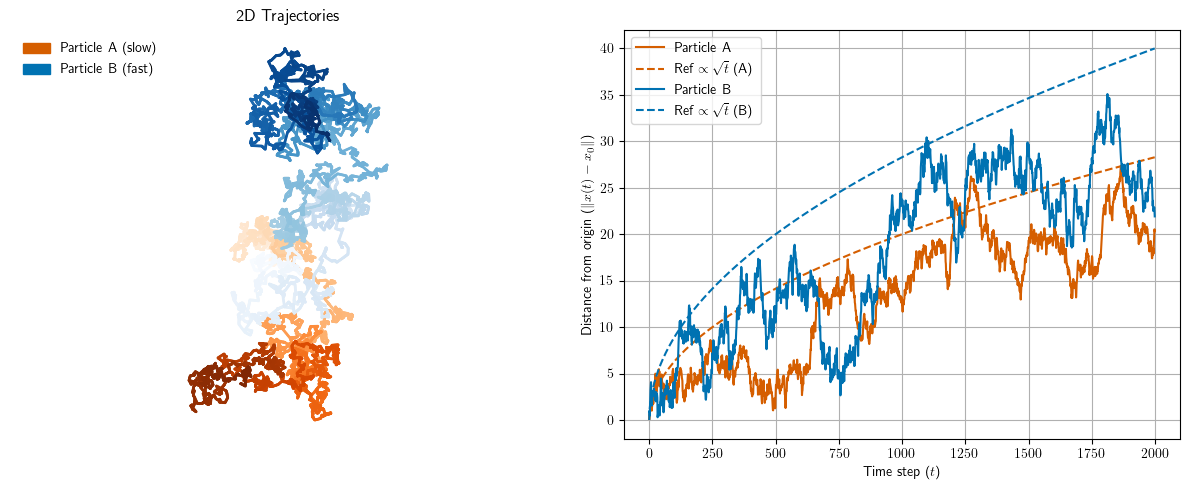 2D Trajectories
Particle A (slow)
Particle B (fast)
Particle A
Ref ∝ √t (A)
Particle B
Ref ∝ √t (B)
Distance from origin (‖x(t) − x₀‖)
40
35
30
25
20
15
10
5
0
0 250 500 750 1000 1250 1500 1750 2000
Time step (t)